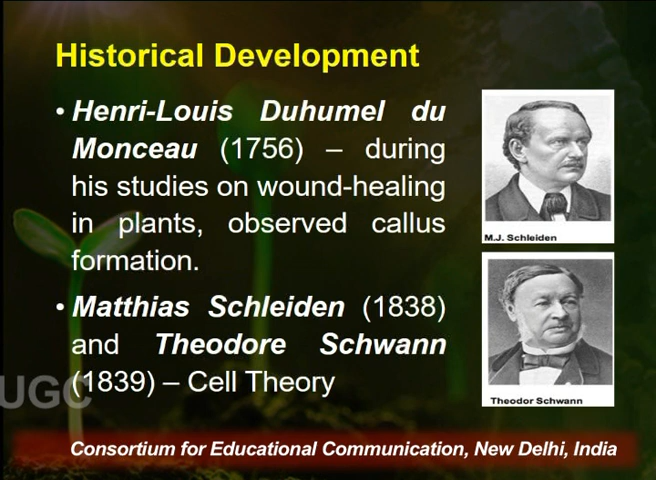 Historical Development
• Henri-Louis Duhumel du
Monceau (1756) – during
his studies on wound-healing
in plants, observed callus
formation.
• Matthias Schleiden (1838)
and Theodore Schwann
(1839) – Cell Theory
M.J. Schleiden
Theodor Schwann
UGC
Consortium for Educational Communication, New Delhi, India